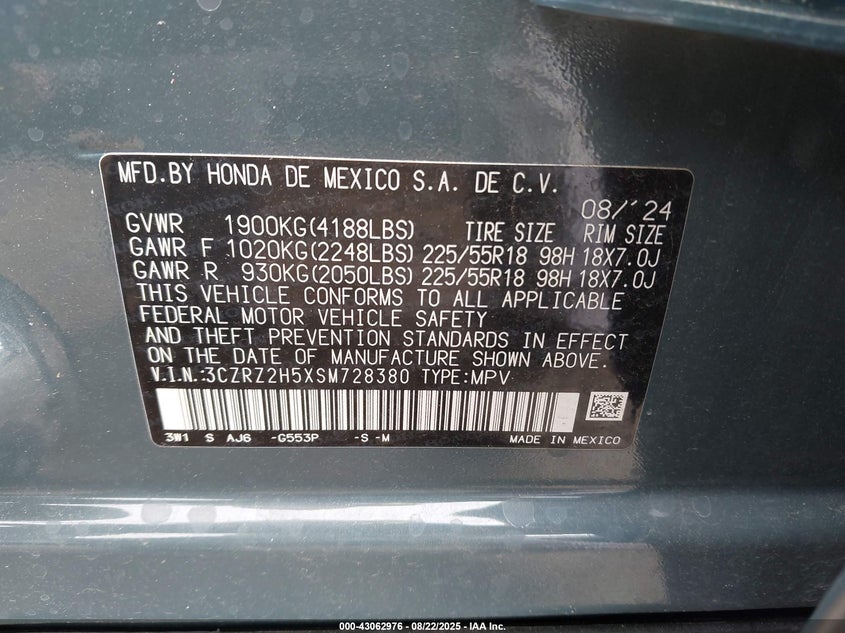 MFD.BY HONDA DE MEXICO S.A. DE C.V.
08/'24
GVWR 1900KG(4188LBS) TIRE SIZE RIM SIZE
GAWR F 1020KG(2248LBS) 225/55R18 98H 18X7.0J
GAWR R 930KG(2050LBS) 225/55R18 98H 18X7.0J
THIS VEHICLE CONFORMS TO ALL APPLICABLE
FEDERAL MOTOR VEHICLE SAFETY
AND THEFT PREVENTION STANDARDS IN EFFECT
ON THE DATE OF MANUFACTURE SHOWN ABOVE.
V.I.N.:3CZRZ2H5XSM728380 TYPE:MPV
3W1 S AJ6 -G553P -S -M MADE IN MEXICO
000-43062976 - 08/22/2025 - IAA Inc.